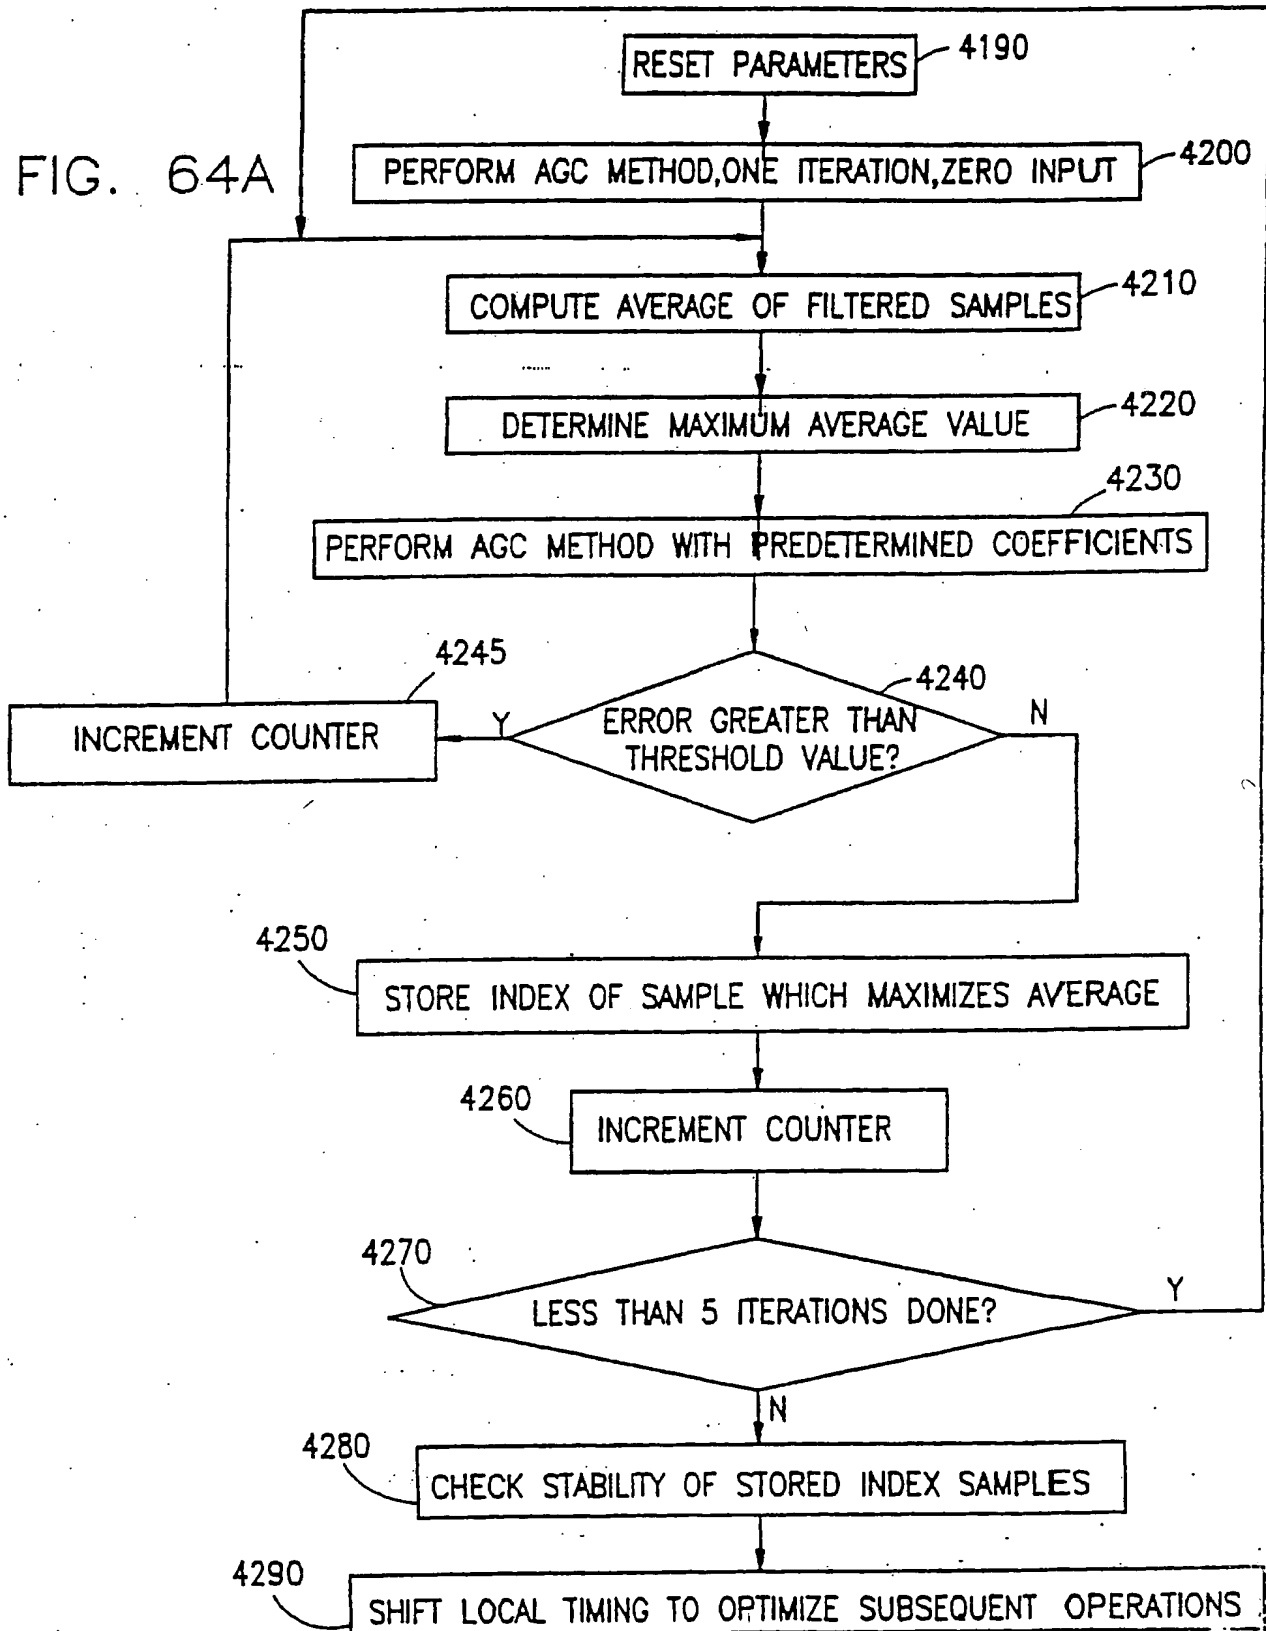 RESET PARAMETERS
4190
FIG. 64A
PERFORM AGC METHOD,ONE ITERATION,ZERO INPUT
4200
COMPUTE AVERAGE OF FILTERED SAMPLES
4210
DETERMINE MAXIMUM AVERAGE VALUE
4220
4230
PERFORM AGC METHOD WITH PREDETERMINED COEFFICIENTS
4245
INCREMENT COUNTER
Y
4240
ERROR GREATER THAN
THRESHOLD VALUE?
N
4250
STORE INDEX OF SAMPLE WHICH MAXIMIZES AVERAGE
4260
INCREMENT COUNTER
4270
LESS THAN 5 ITERATIONS DONE?
Y
N
4280
CHECK STABILITY OF STORED INDEX SAMPLES
4290
SHIFT LOCAL TIMING TO OPTIMIZE SUBSEQUENT OPERATIONS